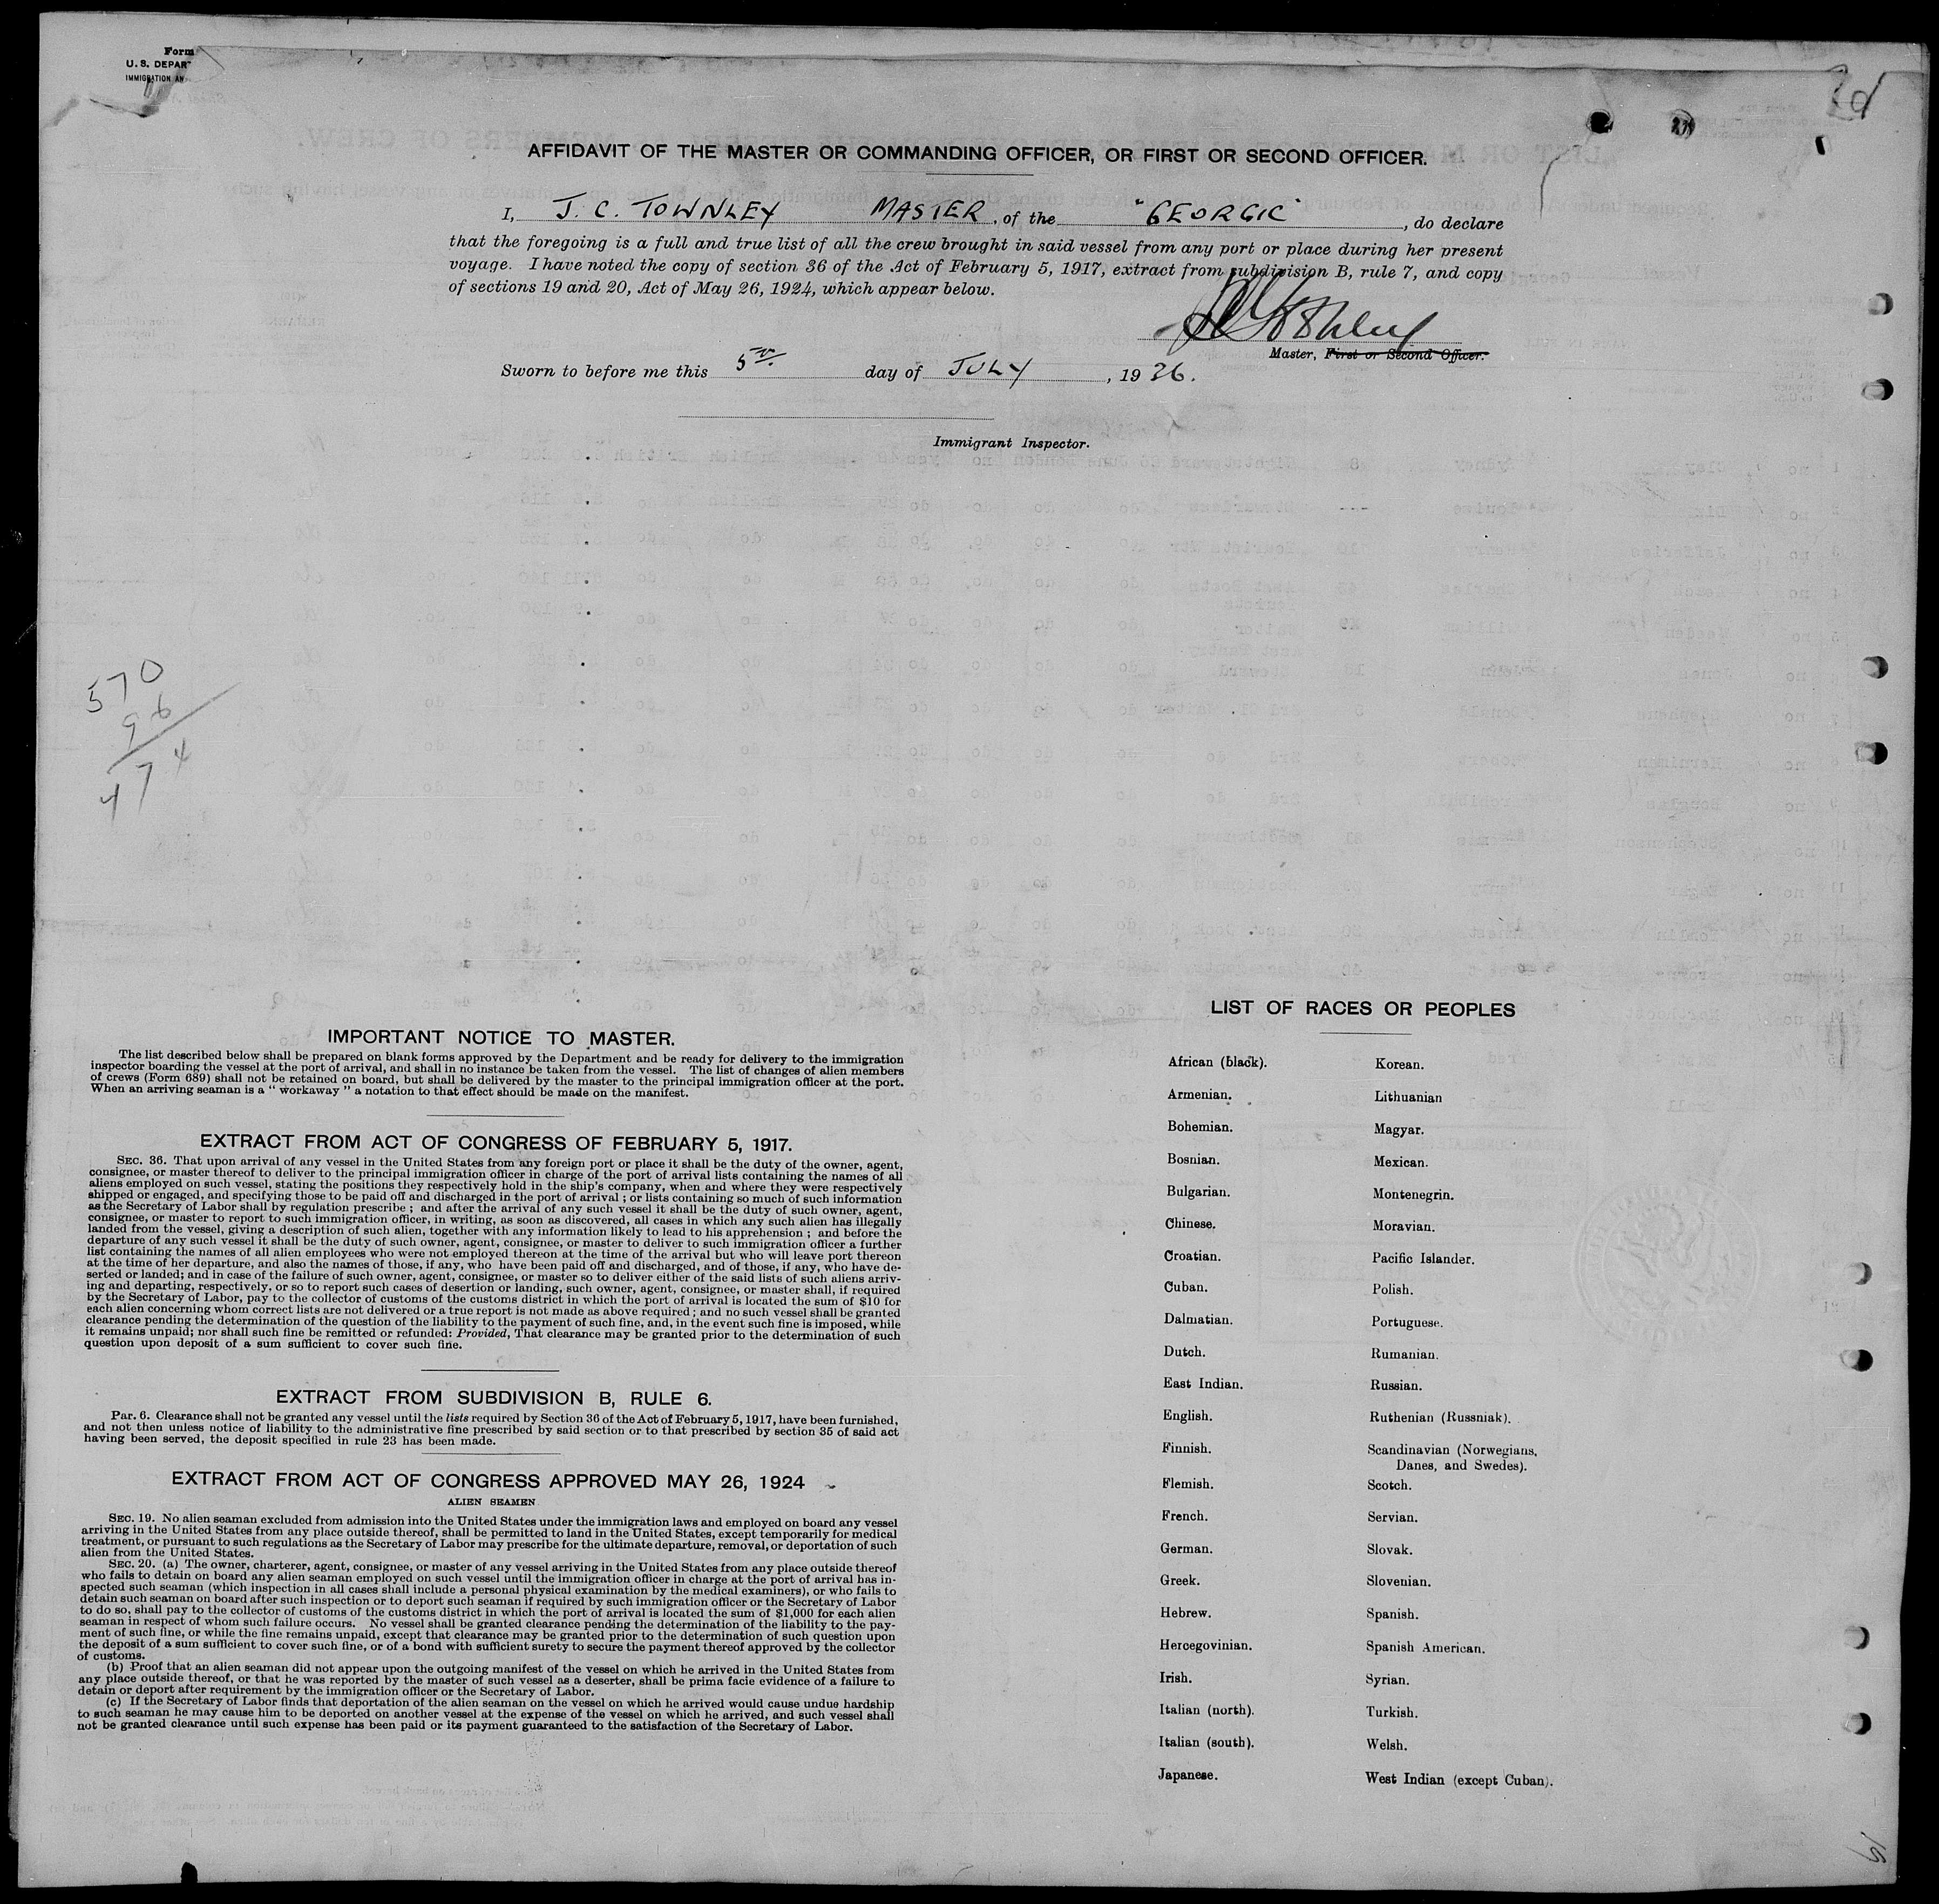 Form
U. S. DEPAR
IMMIGRATION AN
AFFIDAVIT OF THE MASTER OR COMMANDING OFFICER, OR FIRST OR SECOND OFFICER.
I, J. C. TOWNLEY MASTER, of the "GEORGIC", do declare
that the foregoing is a full and true list of all the crew brought in said vessel from any port or place during her present
voyage. I have noted the copy of section 36 of the Act of February 5, 1917, extract from subdivision B, rule 7, and copy
of sections 19 and 20, Act of May 26, 1924, which appear below.
Master, First or Second Officer.
Sworn to before me this 5TH day of JULY, 1936.
Immigrant Inspector.
570
96
474
IMPORTANT NOTICE TO MASTER.
The list described below shall be prepared on blank forms approved by the Department and be ready for delivery to the immigration
inspector boarding the vessel at the port of arrival, and shall in no instance be taken from the vessel. The list of changes of alien members
of crews (Form 689) shall not be retained on board, but shall be delivered by the master to the principal immigration officer at the port.
When an arriving seaman is a " workaway " a notation to that effect should be made on the manifest.
EXTRACT FROM ACT OF CONGRESS OF FEBRUARY 5, 1917.
SEC. 36. That upon arrival of any vessel in the United States from any foreign port or place it shall be the duty of the owner, agent,
consignee, or master thereof to deliver to the principal immigration officer in charge of the port of arrival lists containing the names of all
aliens employed on such vessel, stating the positions they respectively hold in the ship's company, when and where they were respectively
shipped or engaged, and specifying those to be paid off and discharged in the port of arrival ; or lists containing so much of such information
as the Secretary of Labor shall by regulation prescribe ; and after the arrival of any such vessel it shall be the duty of such owner, agent,
consignee, or master to report to such immigration officer, in writing, as soon as discovered, all cases in which any such alien has illegally
landed from the vessel, giving a description of such alien, together with any information likely to lead to his apprehension ; and before the
departure of any such vessel it shall be the duty of such owner, agent, consignee, or master to deliver to such immigration officer a further
list containing the names of all alien employees who were not employed thereon at the time of the arrival but who will leave port thereon
at the time of her departure, and also the names of those, if any, who have been paid off and discharged, and of those, if any, who have de-
serted or landed; and in case of the failure of such owner, agent, consignee, or master so to deliver either of the said lists of such aliens arriv-
ing and departing, respectively, or so to report such cases of desertion or landing, such owner, agent, consignee, or master shall, if required
by the Secretary of Labor, pay to the collector of customs of the customs district in which the port of arrival is located the sum of $10 for
each alien concerning whom correct lists are not delivered or a true report is not made as above required ; and no such vessel shall be granted
clearance pending the determination of the question of the liability to the payment of such fine, and, in the event such fine is imposed, while
it remains unpaid; nor shall such fine be remitted or refunded: Provided, That clearance may be granted prior to the determination of such
question upon deposit of a sum sufficient to cover such fine.
EXTRACT FROM SUBDIVISION B, RULE 6.
Par. 6. Clearance shall not be granted any vessel until the lists required by Section 36 of the Act of February 5, 1917, have been furnished,
and not then unless notice of liability to the administrative fine prescribed by said section or to that prescribed by section 35 of said act
having been served, the deposit specified in rule 23 has been made.
EXTRACT FROM ACT OF CONGRESS APPROVED MAY 26, 1924
ALIEN SEAMEN
SEC. 19. No alien seaman excluded from admission into the United States under the immigration laws and employed on board any vessel
arriving in the United States from any place outside thereof, shall be permitted to land in the United States, except temporarily for medical
treatment, or pursuant to such regulations as the Secretary of Labor may prescribe for the ultimate departure, removal, or deportation of such
alien from the United States.
SEC. 20. (a) The owner, charterer, agent, consignee, or master of any vessel arriving in the United States from any place outside thereof
who fails to detain on board any alien seaman employed on such vessel until the immigration officer in charge at the port of arrival has in-
spected such seaman (which inspection in all cases shall include a personal physical examination by the medical examiners), or who fails to
detain such seaman on board after such inspection or to deport such seaman if required by such immigration officer or the Secretary of Labor
to do so, shall pay to the collector of customs of the customs district in which the port of arrival is located the sum of $1,000 for each alien
seaman in respect of whom such failure occurs. No vessel shall be granted clearance pending the determination of the liability to the pay-
ment of such fine, or while the fine remains unpaid, except that clearance may be granted prior to the determination of such question upon
the deposit of a sum sufficient to cover such fine, or of a bond with sufficient surety to secure the payment thereof approved by the collector
of customs.
(b) Proof that an alien seaman did not appear upon the outgoing manifest of the vessel on which he arrived in the United States from
any place outside thereof, or that he was reported by the master of such vessel as a deserter, shall be prima facie evidence of a failure to
detain or deport after requirement by the immigration officer or the Secretary of Labor.
(c) If the Secretary of Labor finds that deportation of the alien seaman on the vessel on which he arrived would cause undue hardship
to such seaman he may cause him to be deported on another vessel at the expense of the vessel on which he arrived, and such vessel shall
not be granted clearance until such expense has been paid or its payment guaranteed to the satisfaction of the Secretary of Labor.
LIST OF RACES OR PEOPLES
African (black).
Armenian.
Bohemian.
Bosnian.
Bulgarian.
Chinese.
Croatian.
Cuban.
Dalmatian.
Dutch.
East Indian.
English.
Finnish.
Flemish.
French.
German.
Greek.
Hebrew.
Hercegovinian.
Irish.
Italian (north).
Italian (south).
Japanese.
Korean.
Lithuanian
Magyar.
Mexican.
Montenegrin.
Moravian.
Pacific Islander.
Polish.
Portuguese.
Rumanian.
Russian.
Ruthenian (Russniak).
Scandinavian (Norwegians,
Danes, and Swedes).
Scotch.
Servian.
Slovak.
Slovenian.
Spanish.
Spanish American.
Syrian.
Turkish.
Welsh.
West Indian (except Cuban).